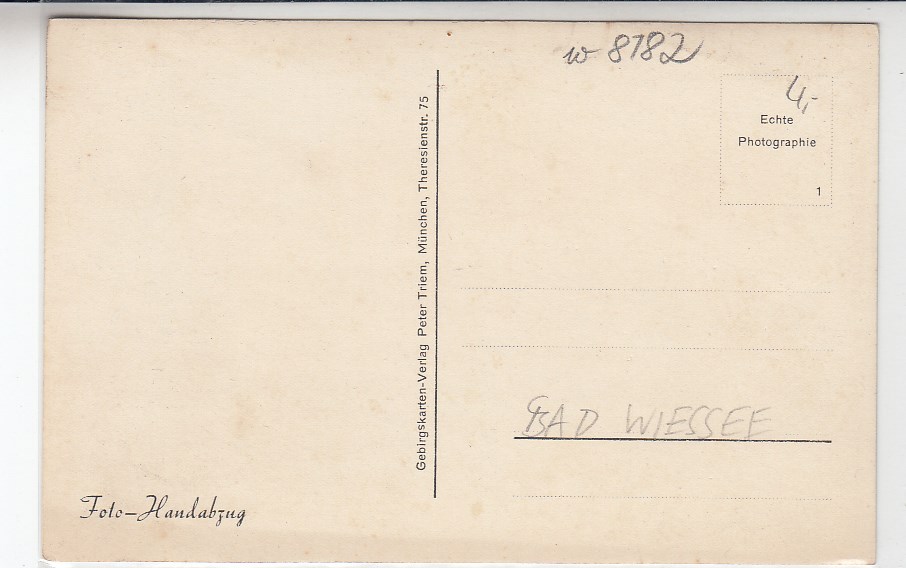 w 8182
4,-
Echte
Photographie
1
Gebirgskarten-Verlag Peter Triem, München, Theresienstr. 75
BAD WIESSEE
Foto-Handabzug